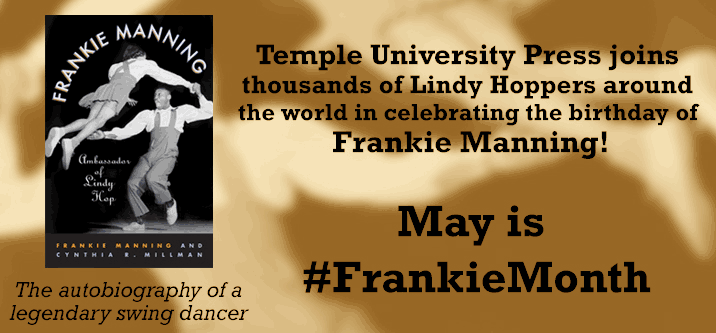 FRANKIE MANNING
Ambassador
of
Lindy
Hop
FRANKIE MANNING AND
CYNTHIA R. MILLMAN
The autobiography of a
legendary swing dancer
Temple University Press joins
thousands of Lindy Hoppers around
the world in celebrating the birthday of
Frankie Manning!
May is
#FrankieMonth